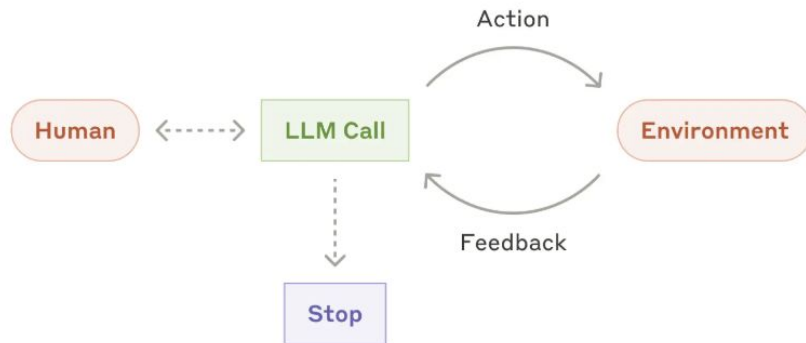 Action
Human
LLM Call
Environment
Feedback
Stop